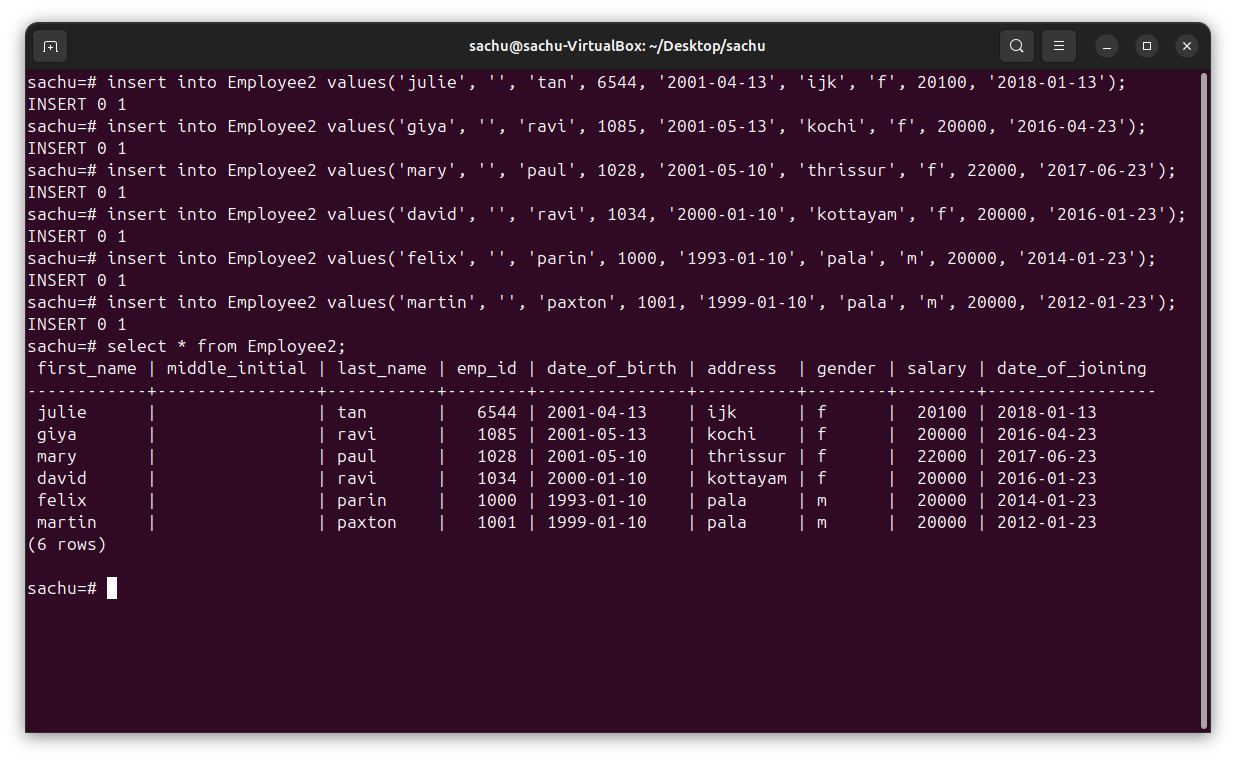 sachu@sachu-VirtualBox: ~/Desktop/sachu
sachu=# insert into Employee2 values('julie', '', 'tan', 6544, '2001-04-13', 'ijk', 'f', 20100, '2018-01-13');
INSERT 0 1
sachu=# insert into Employee2 values('giya', '', 'ravi', 1085, '2001-05-13', 'kochi', 'f', 20000, '2016-04-23');
INSERT 0 1
sachu=# insert into Employee2 values('mary', '', 'paul', 1028, '2001-05-10', 'thrissur', 'f', 22000, '2017-06-23');
INSERT 0 1
sachu=# insert into Employee2 values('david', '', 'ravi', 1034, '2000-01-10', 'kottayam', 'f', 20000, '2016-01-23');
INSERT 0 1
sachu=# insert into Employee2 values('felix', '', 'parin', 1000, '1993-01-10', 'pala', 'm', 20000, '2014-01-23');
INSERT 0 1
sachu=# insert into Employee2 values('martin', '', 'paxton', 1001, '1999-01-10', 'pala', 'm', 20000, '2012-01-23');
INSERT 0 1
sachu=# select * from Employee2;
 first_name | middle_initial | last_name | emp_id | date_of_birth | address  | gender | salary | date_of_joining
------------+----------------+-----------+--------+---------------+----------+--------+--------+-----------------
 julie      |                | tan       |   6544 | 2001-04-13    | ijk      | f      |  20100 | 2018-01-13
 giya       |                | ravi      |   1085 | 2001-05-13    | kochi    | f      |  20000 | 2016-04-23
 mary       |                | paul      |   1028 | 2001-05-10    | thrissur | f      |  22000 | 2017-06-23
 david      |                | ravi      |   1034 | 2000-01-10    | kottayam | f      |  20000 | 2016-01-23
 felix      |                | parin     |   1000 | 1993-01-10    | pala     | m      |  20000 | 2014-01-23
 martin     |                | paxton    |   1001 | 1999-01-10    | pala     | m      |  20000 | 2012-01-23
(6 rows)
sachu=#